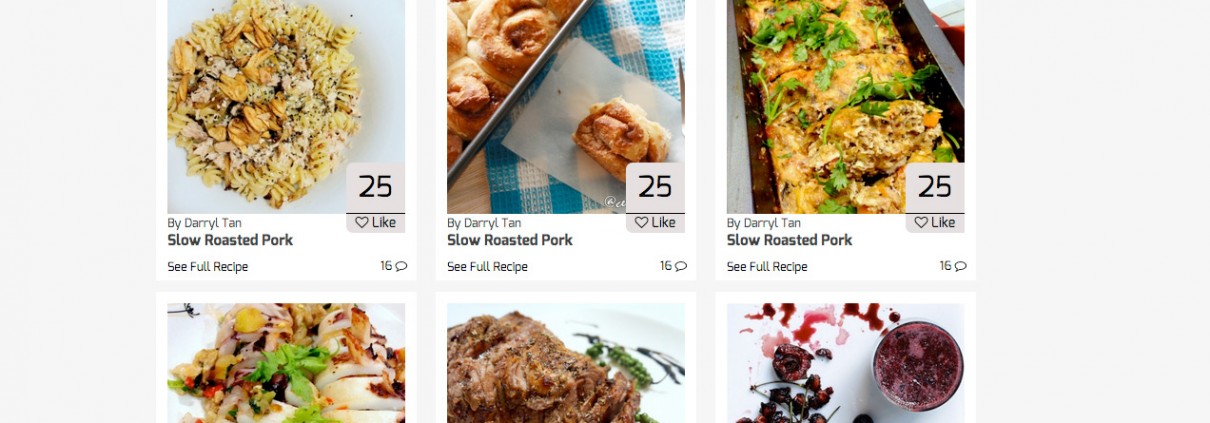 25
25
25
Like
Like
Like
By Darryl Tan
By Darryl Tan
By Darryl Tan
Slow Roasted Pork
Slow Roasted Pork
Slow Roasted Pork
See Full Recipe
16
See Full Recipe
16
See Full Recipe
16